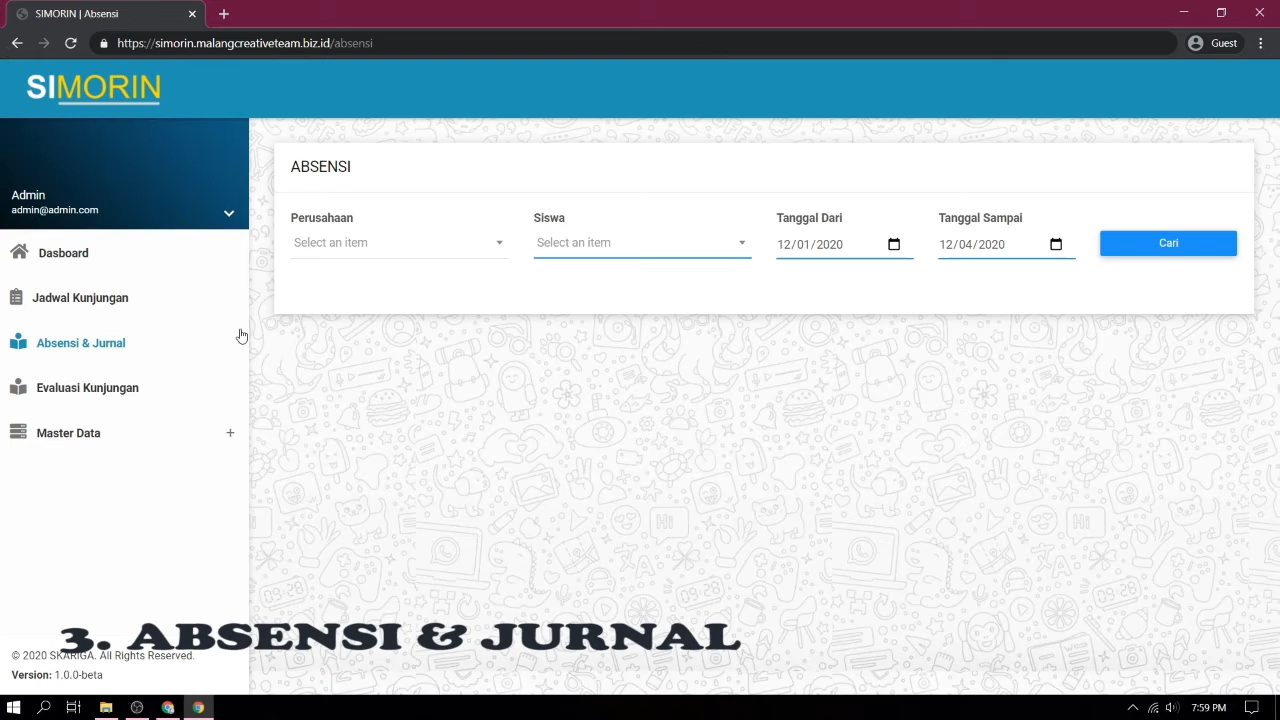 SIMORIN | Absensi
https://simorin.malangcreativeteam.biz.id/absensi
Guest
SIMORIN
Admin
admin@admin.com
Dasboard
Jadwal Kunjungan
Absensi & Jurnal
Evaluasi Kunjungan
Master Data +
ABSENSI
Perusahaan Siswa Tanggal Dari Tanggal Sampai
Select an item Select an item 12/01/2020 12/04/2020 Cari
3. ABSENSI & JURNAL
© 2020 SKARIGA. All Rights Reserved.
Version: 1.0.0-beta
7:59 PM